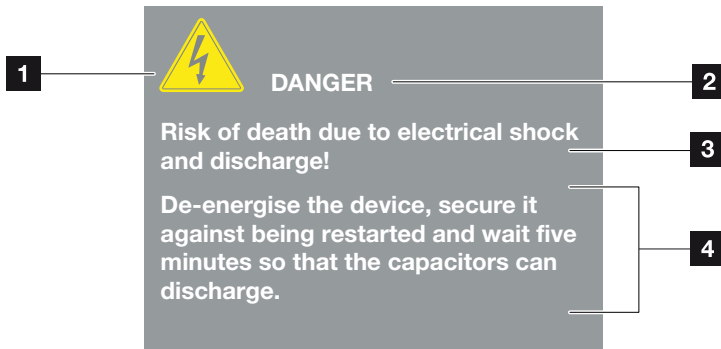 1
DANGER
2
Risk of death due to electrical shock
and discharge!
3
De-energise the device, secure it
against being restarted and wait five
minutes so that the capacitors can
discharge.
4